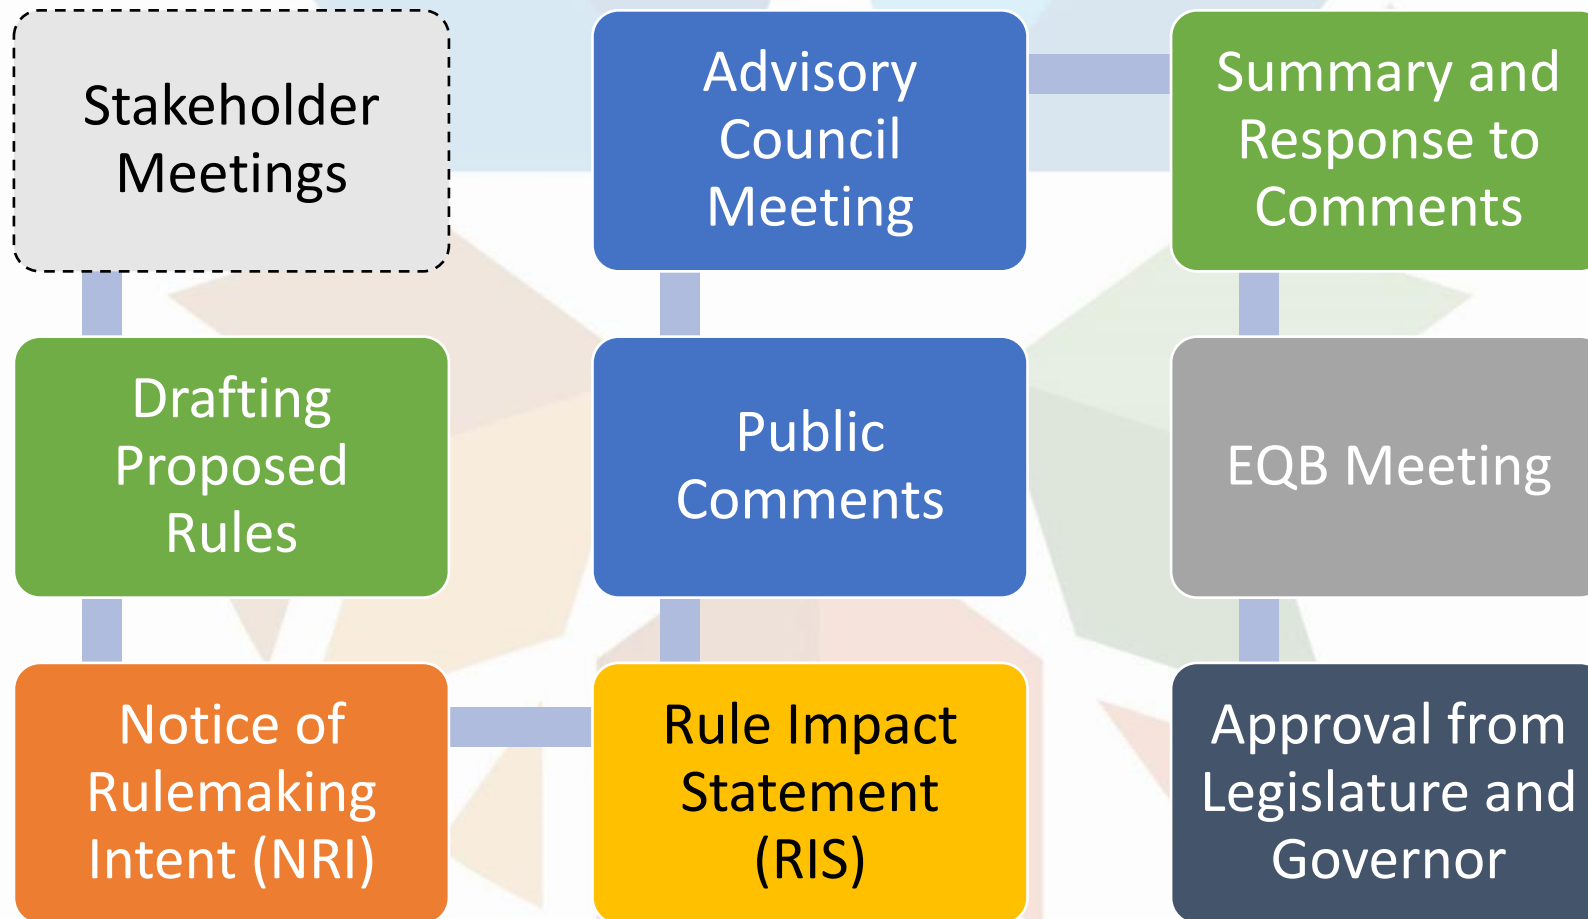 Stakeholder
Meetings
Drafting
Proposed
Rules
Notice of
Rulemaking
Intent (NRI)
Rule Impact
Statement
(RIS)
Public
Comments
Advisory
Council
Meeting
Summary and
Response to
Comments
EQB Meeting
Approval from
Legislature and
Governor